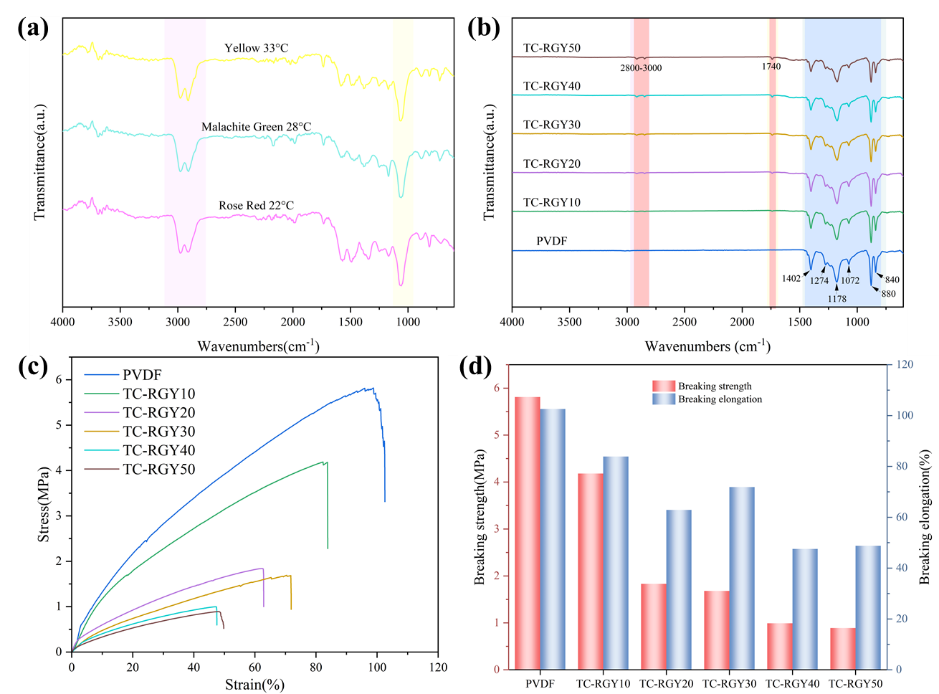 (a)
Yellow 33°C
Malachite Green 28°C
Rose Red 22°C
Transmittance(a.u.)
4000 3500 3000 2500 2000 1500 1000
Wavenumbers(cm-1)
(b)
TC-RGY50
2800-3000 1740
TC-RGY40
TC-RGY30
TC-RGY20
TC-RGY10
PVDF
1402 1274 1178 1072 880 840
Transmittance(a.u.)
4000 3500 3000 2500 2000 1500 1000
Wavenumbers (cm-1)
(c)
PVDF
TC-RGY10
TC-RGY20
TC-RGY30
TC-RGY40
TC-RGY50
Stress(MPa)
6
5
4
3
2
1
0
0 20 40 60 80 100 120
Strain(%)
(d)
Breaking strength
Breaking elongation
Breaking strength(MPa)
6
5
4
3
2
1
0
Breaking elongation(%)
120
100
80
60
40
20
0
PVDF TC-RGY10 TC-RGY20 TC-RGY30 TC-RGY40 TC-RGY50